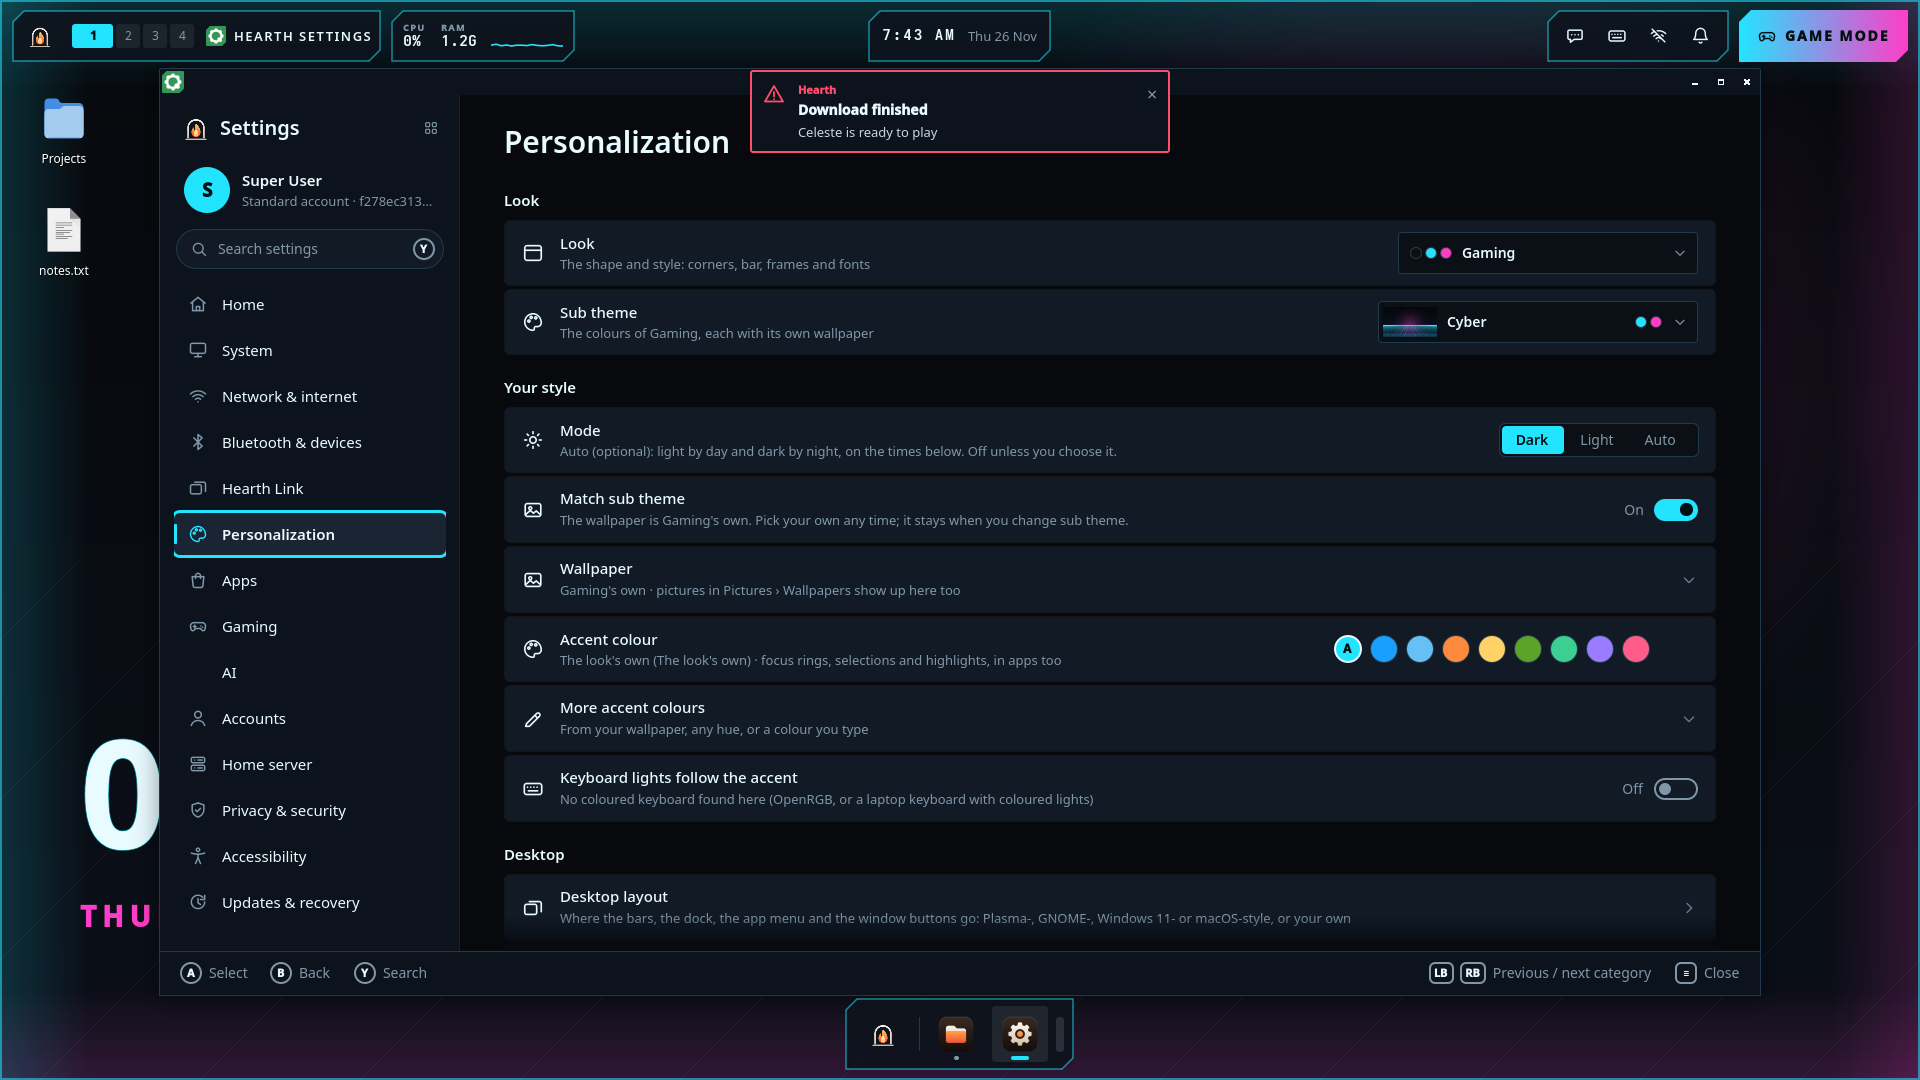 1 2 3 4 HEARTH SETTINGS
CPU 0% RAM 1.2G
7:43 AM Thu 26 Nov
GAME MODE
Projects
notes.txt
Hearth
Download finished
Celeste is ready to play
Settings
S
Super User
Standard account · f278ec313...
Search settings Y
Home
System
Network & internet
Bluetooth & devices
Hearth Link
Personalization
Apps
Gaming
AI
Accounts
Home server
Privacy & security
Accessibility
Updates & recovery
Personalization
Look
Look
The shape and style: corners, bar, frames and fonts
Gaming
Sub theme
The colours of Gaming, each with its own wallpaper
Cyber
Your style
Mode
Auto (optional): light by day and dark by night, on the times below. Off unless you choose it.
Dark Light Auto
Match sub theme
The wallpaper is Gaming's own. Pick your own any time; it stays when you change sub theme.
On
Wallpaper
Gaming's own · pictures in Pictures › Wallpapers show up here too
Accent colour
The look's own (The look's own) · focus rings, selections and highlights, in apps too
A
More accent colours
From your wallpaper, any hue, or a colour you type
Keyboard lights follow the accent
No coloured keyboard found here (OpenRGB, or a laptop keyboard with coloured lights)
Off
Desktop
Desktop layout
Where the bars, the dock, the app menu and the window buttons go: Plasma-, GNOME-, Windows 11- or macOS-style, or your own
0
THU
A Select B Back Y Search
LB RB Previous / next category ≡ Close